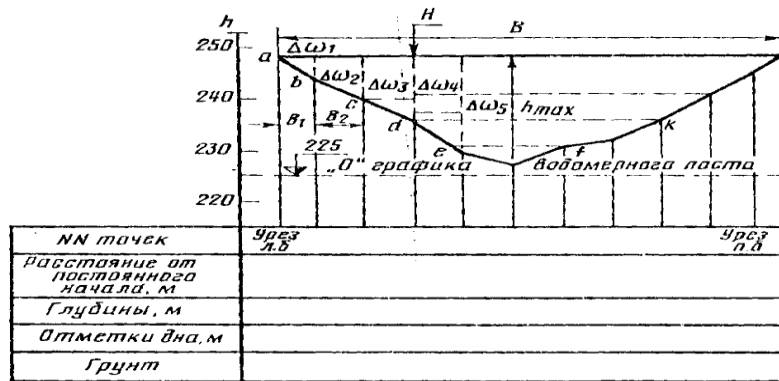 h
H
B
250
a
Δω₁
b
Δω₂
Δω₃
Δω₄
240
c
Δω₅
hmax
B₁
B₂
d
k
225
e
f
230
„О" графика водомерного поста
220
NN точек
Урез л.б
Урез п.б
Расстояние от
постоянного
начала, м
Глубины, м
Отметки дна, м
Грунт